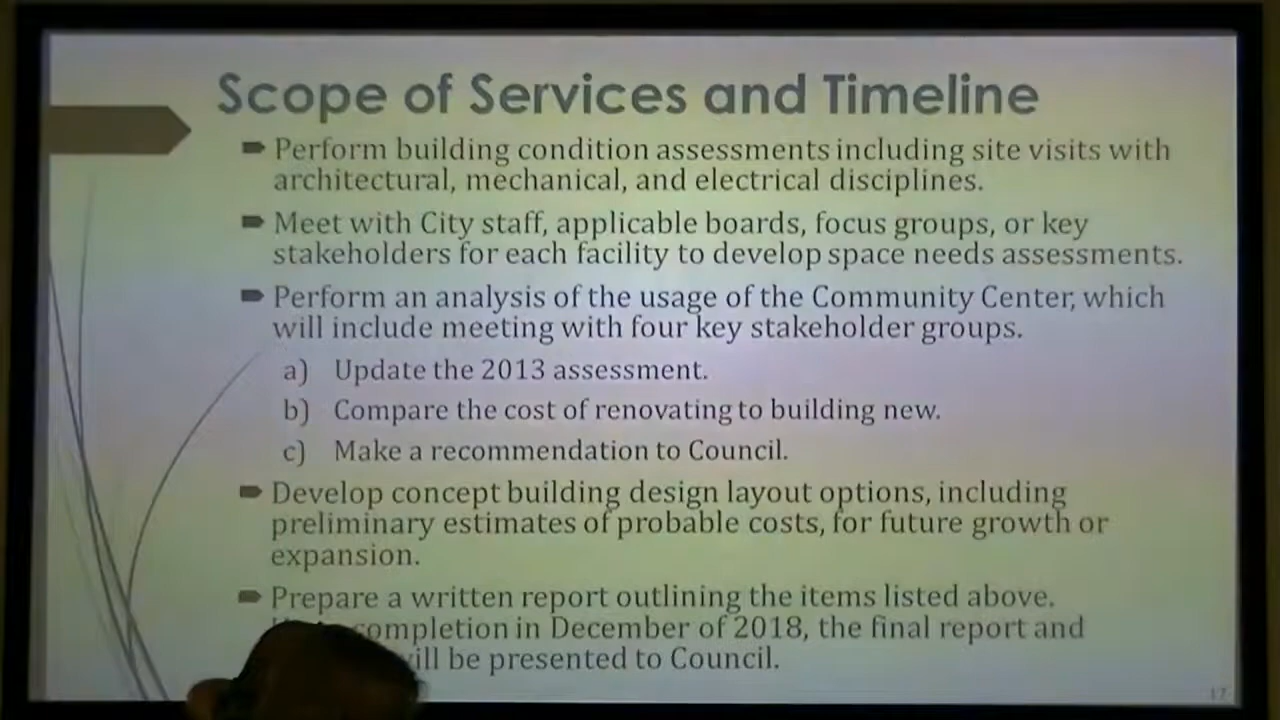 Scope of Services and Timeline
Perform building condition assessments including site visits with
architectural, mechanical, and electrical disciplines.
Meet with City staff, applicable boards, focus groups, or key
stakeholders for each facility to develop space needs assessments.
Perform an analysis of the usage of the Community Center, which
will include meeting with four key stakeholder groups.
a) Update the 2013 assessment.
b) Compare the cost of renovating to building new.
c) Make a recommendation to Council.
Develop concept building design layout options, including
preliminary estimates of probable costs, for future growth or
expansion.
Prepare a written report outlining the items listed above.
completion in December of 2018, the final report and
will be presented to Council.
17